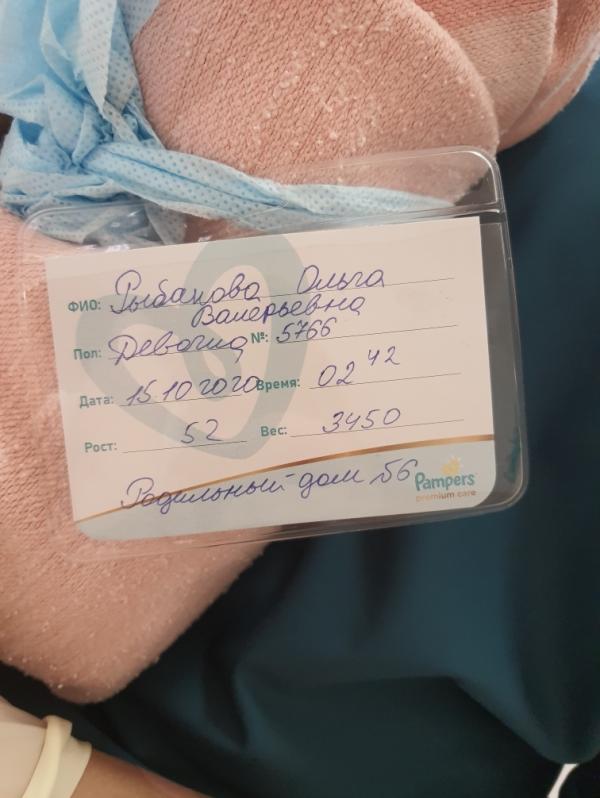 ФИО: Рыбакова Ольга
Валерьевна
Пол: Девочка №: 5766
Дата: 15.10 2020 Время: 02 42
Рост: 52 Вес: 3450
Родильный дом №6
Pampers
premium care